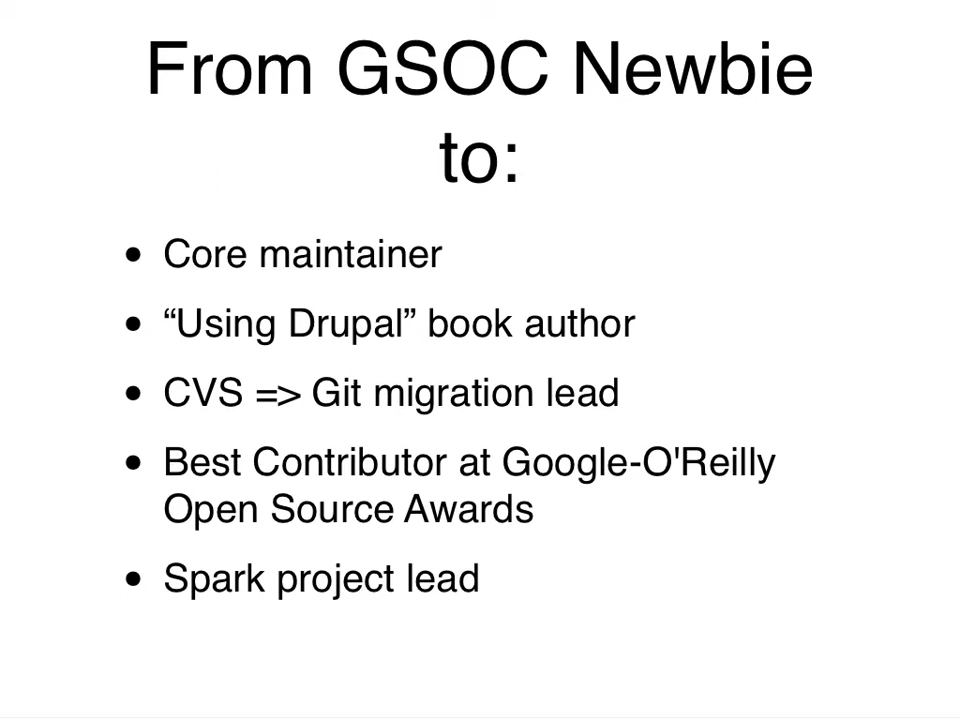 From GSOC Newbie
to:
• Core maintainer
• “Using Drupal” book author
• CVS => Git migration lead
• Best Contributor at Google-O'Reilly
Open Source Awards
• Spark project lead